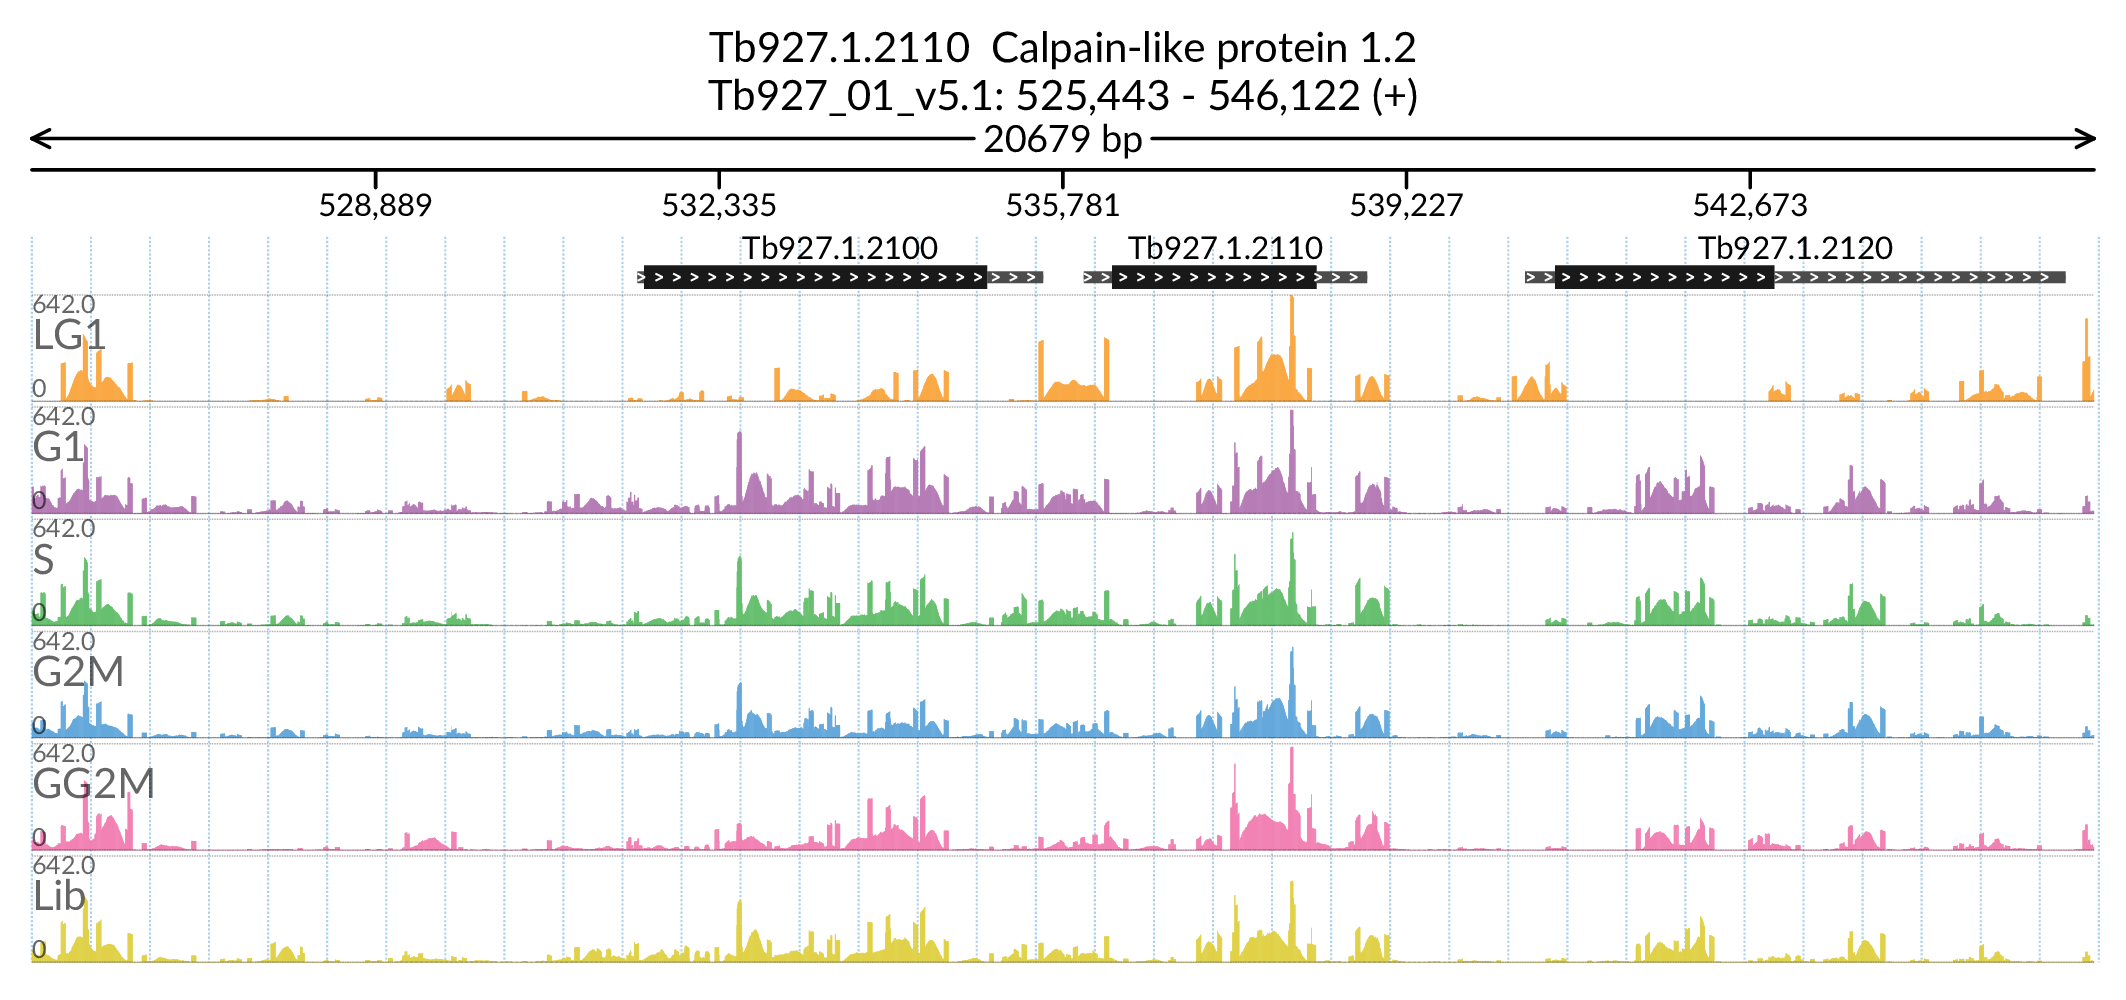 Tb927.1.2110 Calpain-like protein 1.2
Tb927_01_v5.1: 525,443 - 546,122 (+)
20679 bp
528,889 532,335 535,781 539,227 542,673
Tb927.1.2100 Tb927.1.2110 Tb927.1.2120
642.0
LG1
0
642.0
G1
0
642.0
S
0
642.0
G2M
0
642.0
GG2M
0
642.0
Lib
0